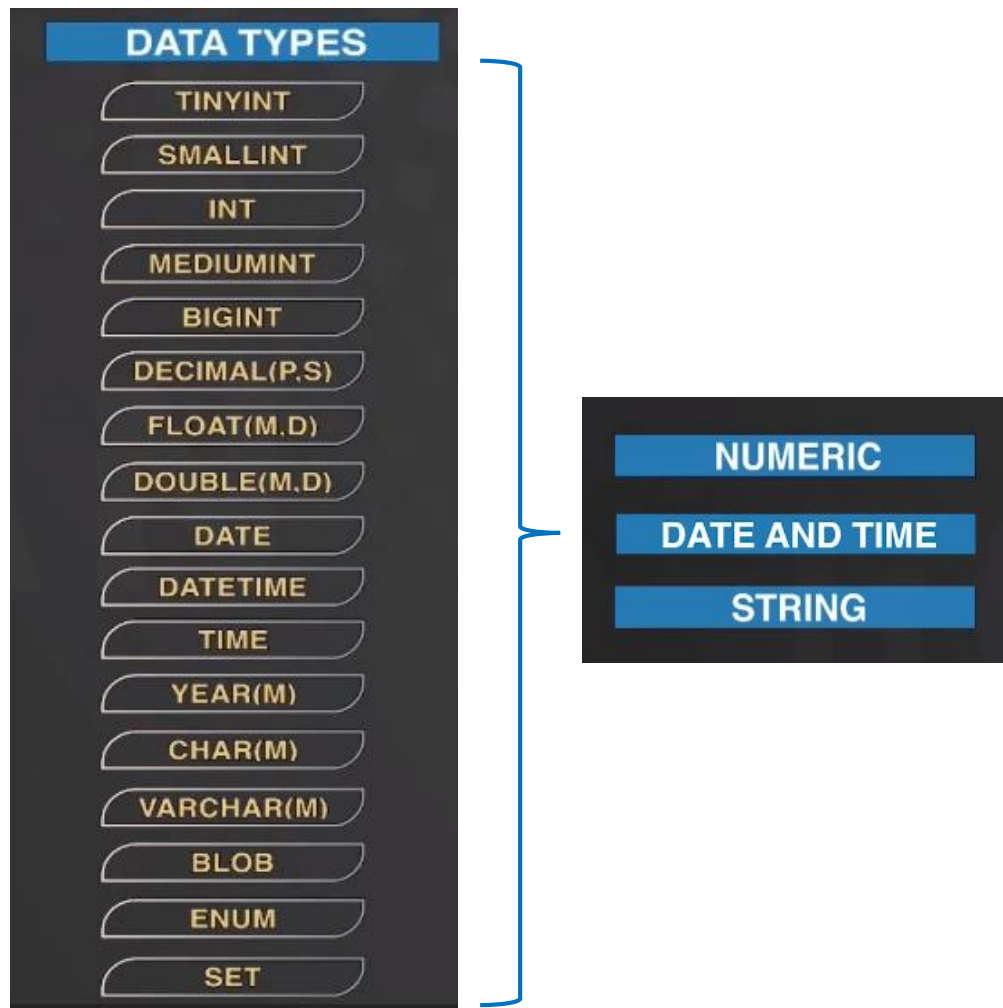 DATA TYPES
TINYINT
SMALLINT
INT
MEDIUMINT
BIGINT
DECIMAL(P,S)
FLOAT(M,D)
DOUBLE(M,D)
DATE
DATETIME
TIME
YEAR(M)
CHAR(M)
VARCHAR(M)
BLOB
ENUM
SET
NUMERIC
DATE AND TIME
STRING